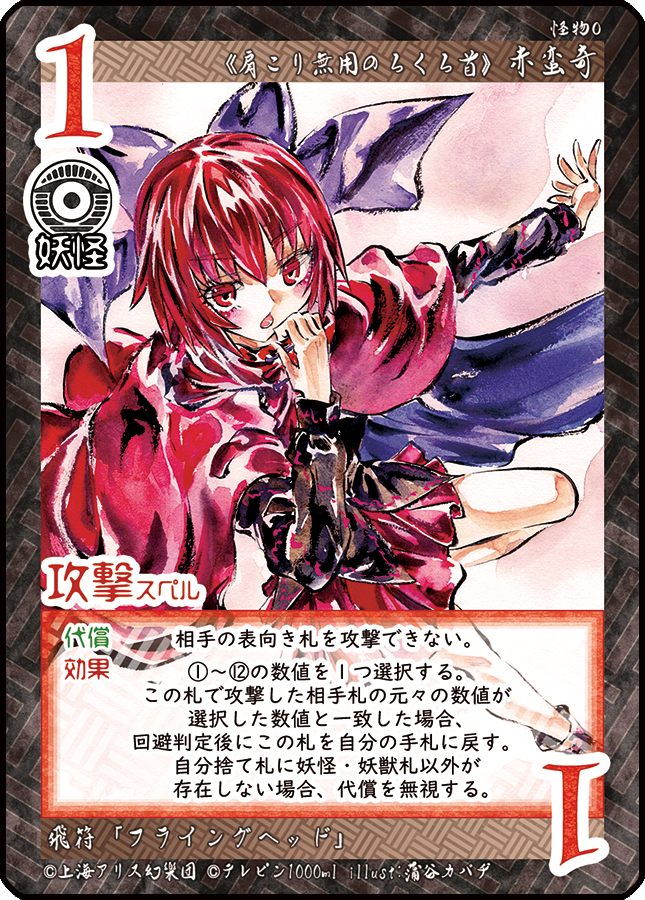 怪物0
1
《肩こり無用のろくろ首》 赤蛮奇
妖怪
攻撃スペル
代償 相手の表向き札を攻撃できない。
効果 ①～⑫の数値を1つ選択する。
この札で攻撃した相手札の元々の数値が
選択した数値と一致した場合、
回避判定後にこの札を自分の手札に戻す。
自分捨て札に妖怪・妖獣札以外が
存在しない場合、代償を無視する。
1
飛符「フライングヘッド」
©上海アリス幻樂団 ©テレピン1000ml illust:蒲谷カバヂ